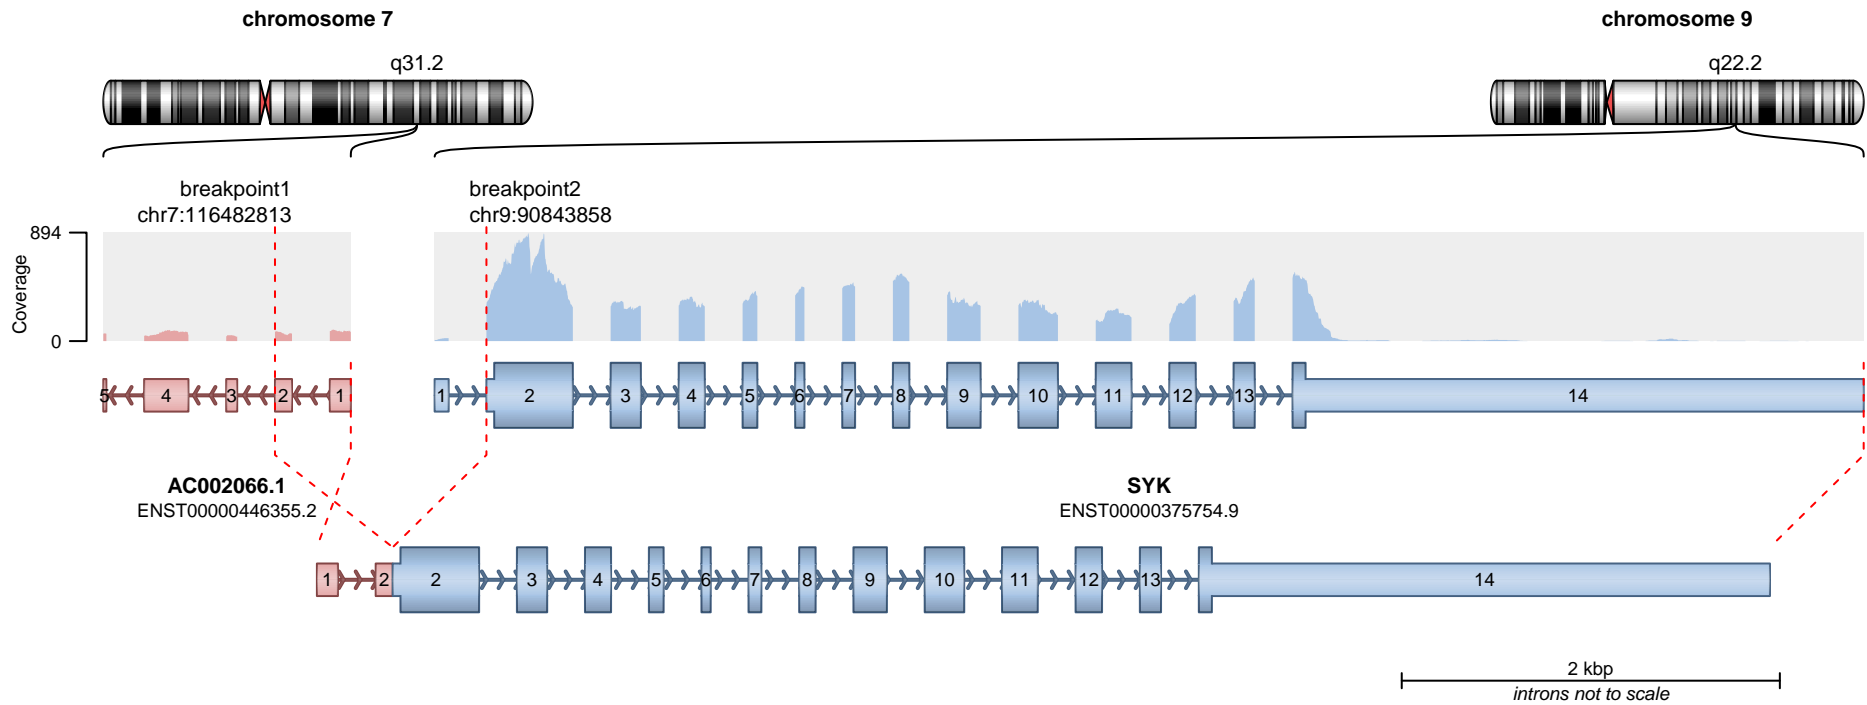 chromosome 7
chromosome 9
q31.2
q22.2
breakpoint1
chr7:116482813
breakpoint2
chr9:90843858
894
0
Coverage
5 4 3 2 1
1 2 3 4 5 6 7 8 9 10 11 12 13 14
AC002066.1
ENST00000446355.2
SYK
ENST00000375754.9
1 2 2 3 4 5 6 7 8 9 10 11 12 13 14
2 kbp
introns not to scale